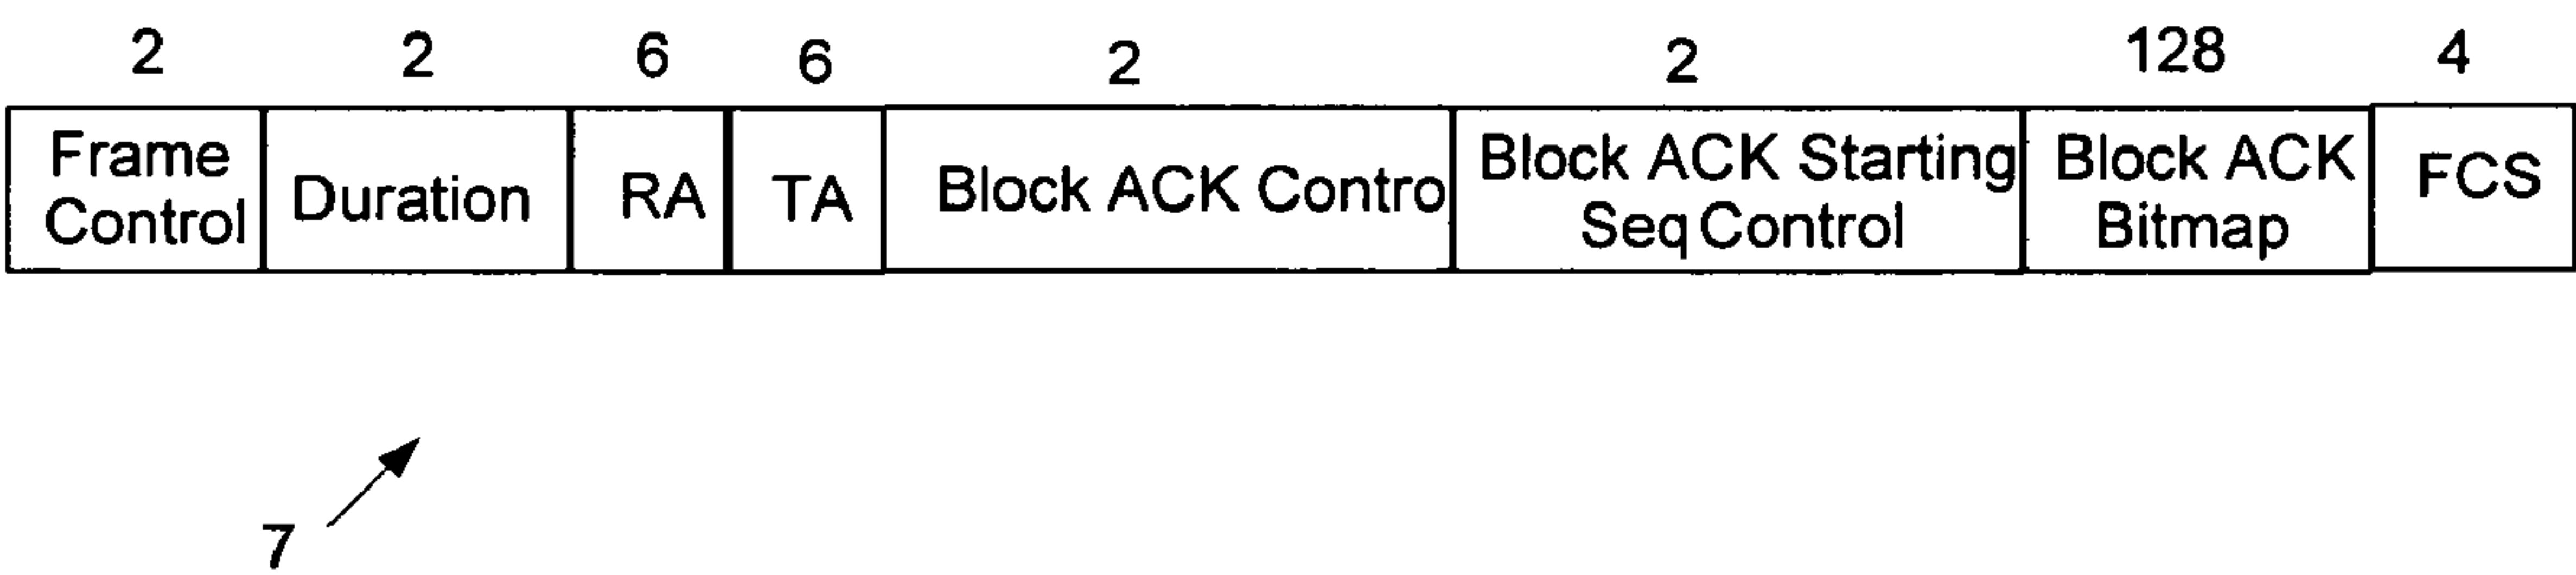 2 2 6 6 2 2 128 4
Frame Control
Duration
RA
TA
Block ACK Contro
Block ACK Starting
Seq Control
Block ACK
Bitmap
FCS
7